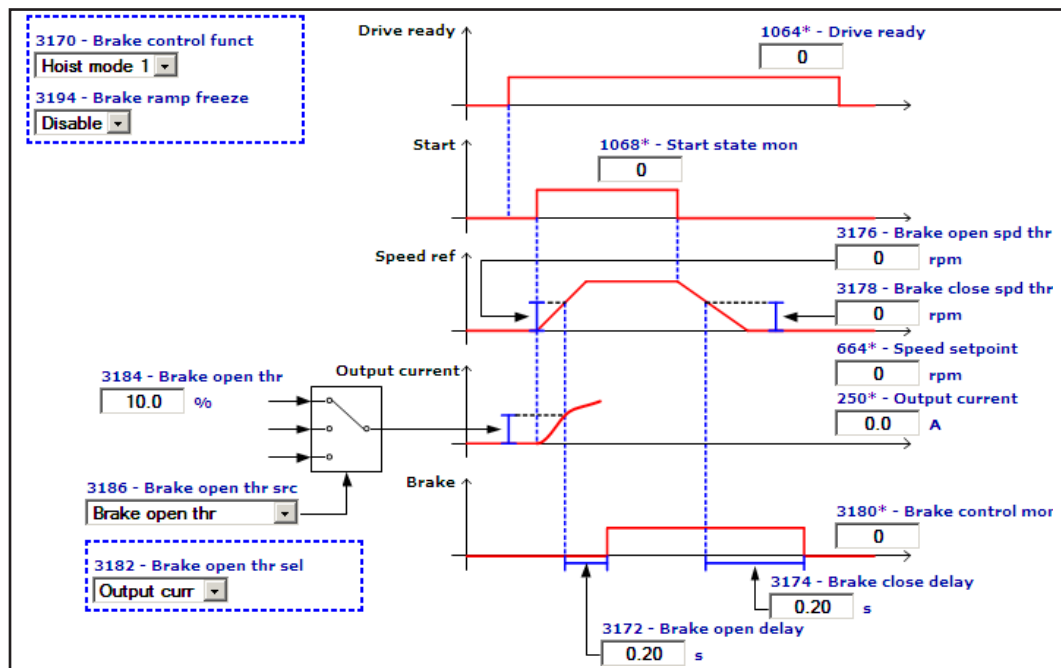 3170 - Brake control funct
Hoist mode 1
3194 - Brake ramp freeze
Disable
Drive ready
1064* - Drive ready
0
Start
1068* - Start state mon
0
Speed ref
3176 - Brake open spd thr
0 rpm
3178 - Brake close spd thr
0 rpm
664* - Speed setpoint
0 rpm
3184 - Brake open thr
10.0 %
Output current
250* - Output current
0.0 A
3186 - Brake open thr src
Brake open thr
Brake
3180* - Brake control mor
0
3182 - Brake open thr sel
Output curr
3174 - Brake close delay
0.20 s
3172 - Brake open delay
0.20 s